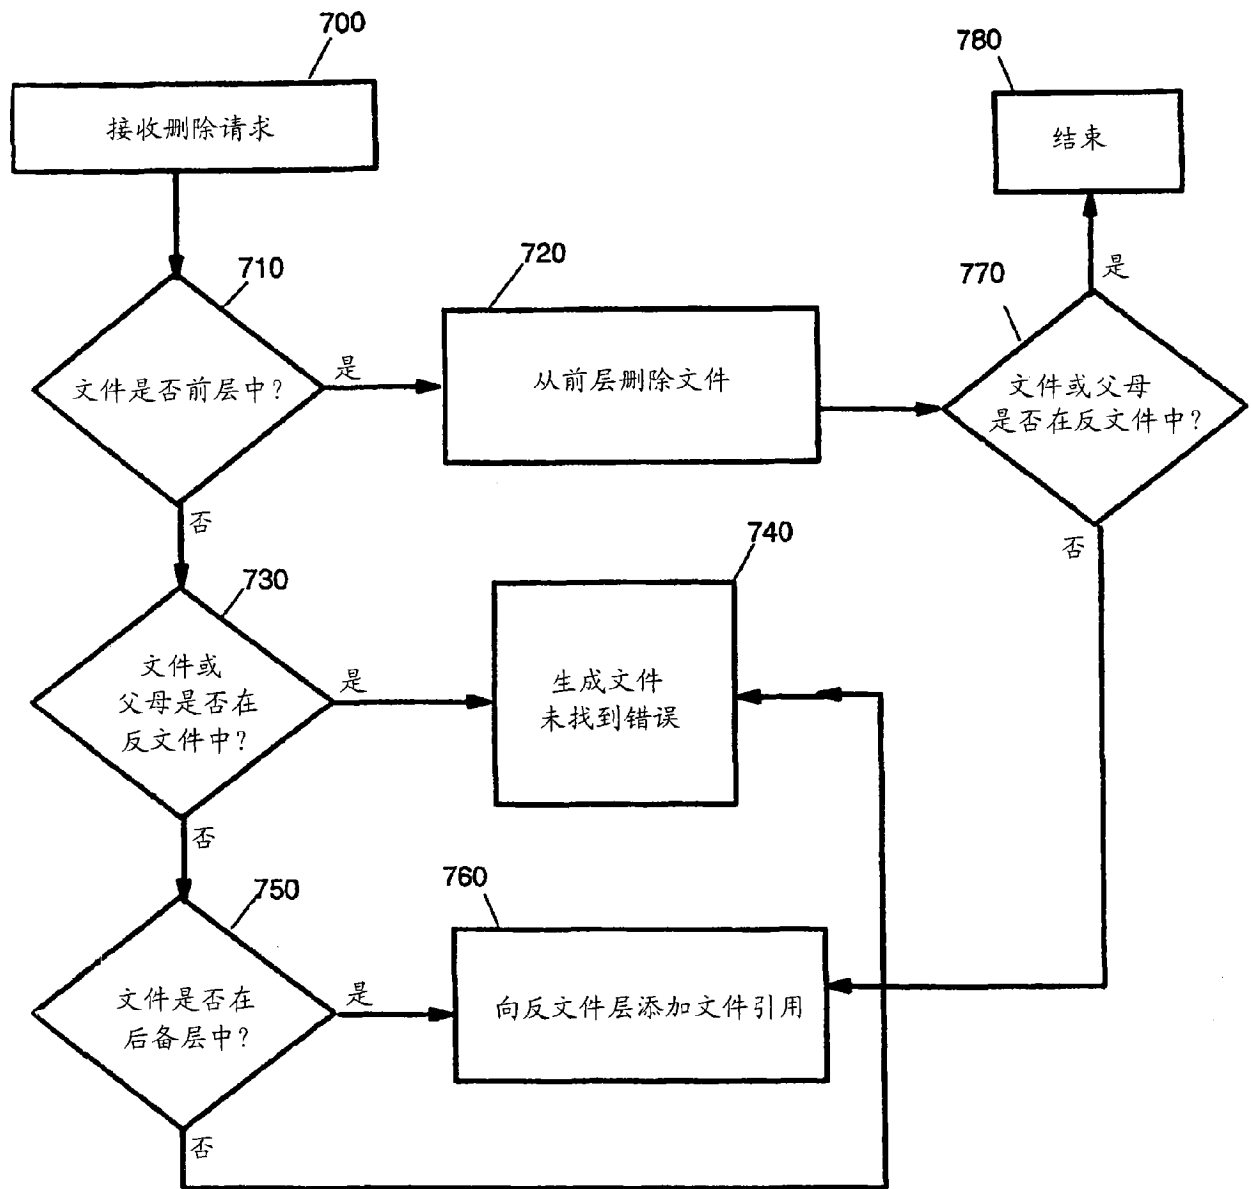 700
接收删除请求
780
结束
710
文件是否前层中?
是
720
从前层删除文件
770
是
文件或父母
是否在反文件中?
否
否
730
文件或
父母是否在
反文件中?
是
740
生成文件
未找到错误
否
750
文件是否在
后备层中?
是
760
向反文件层添加文件引用
否